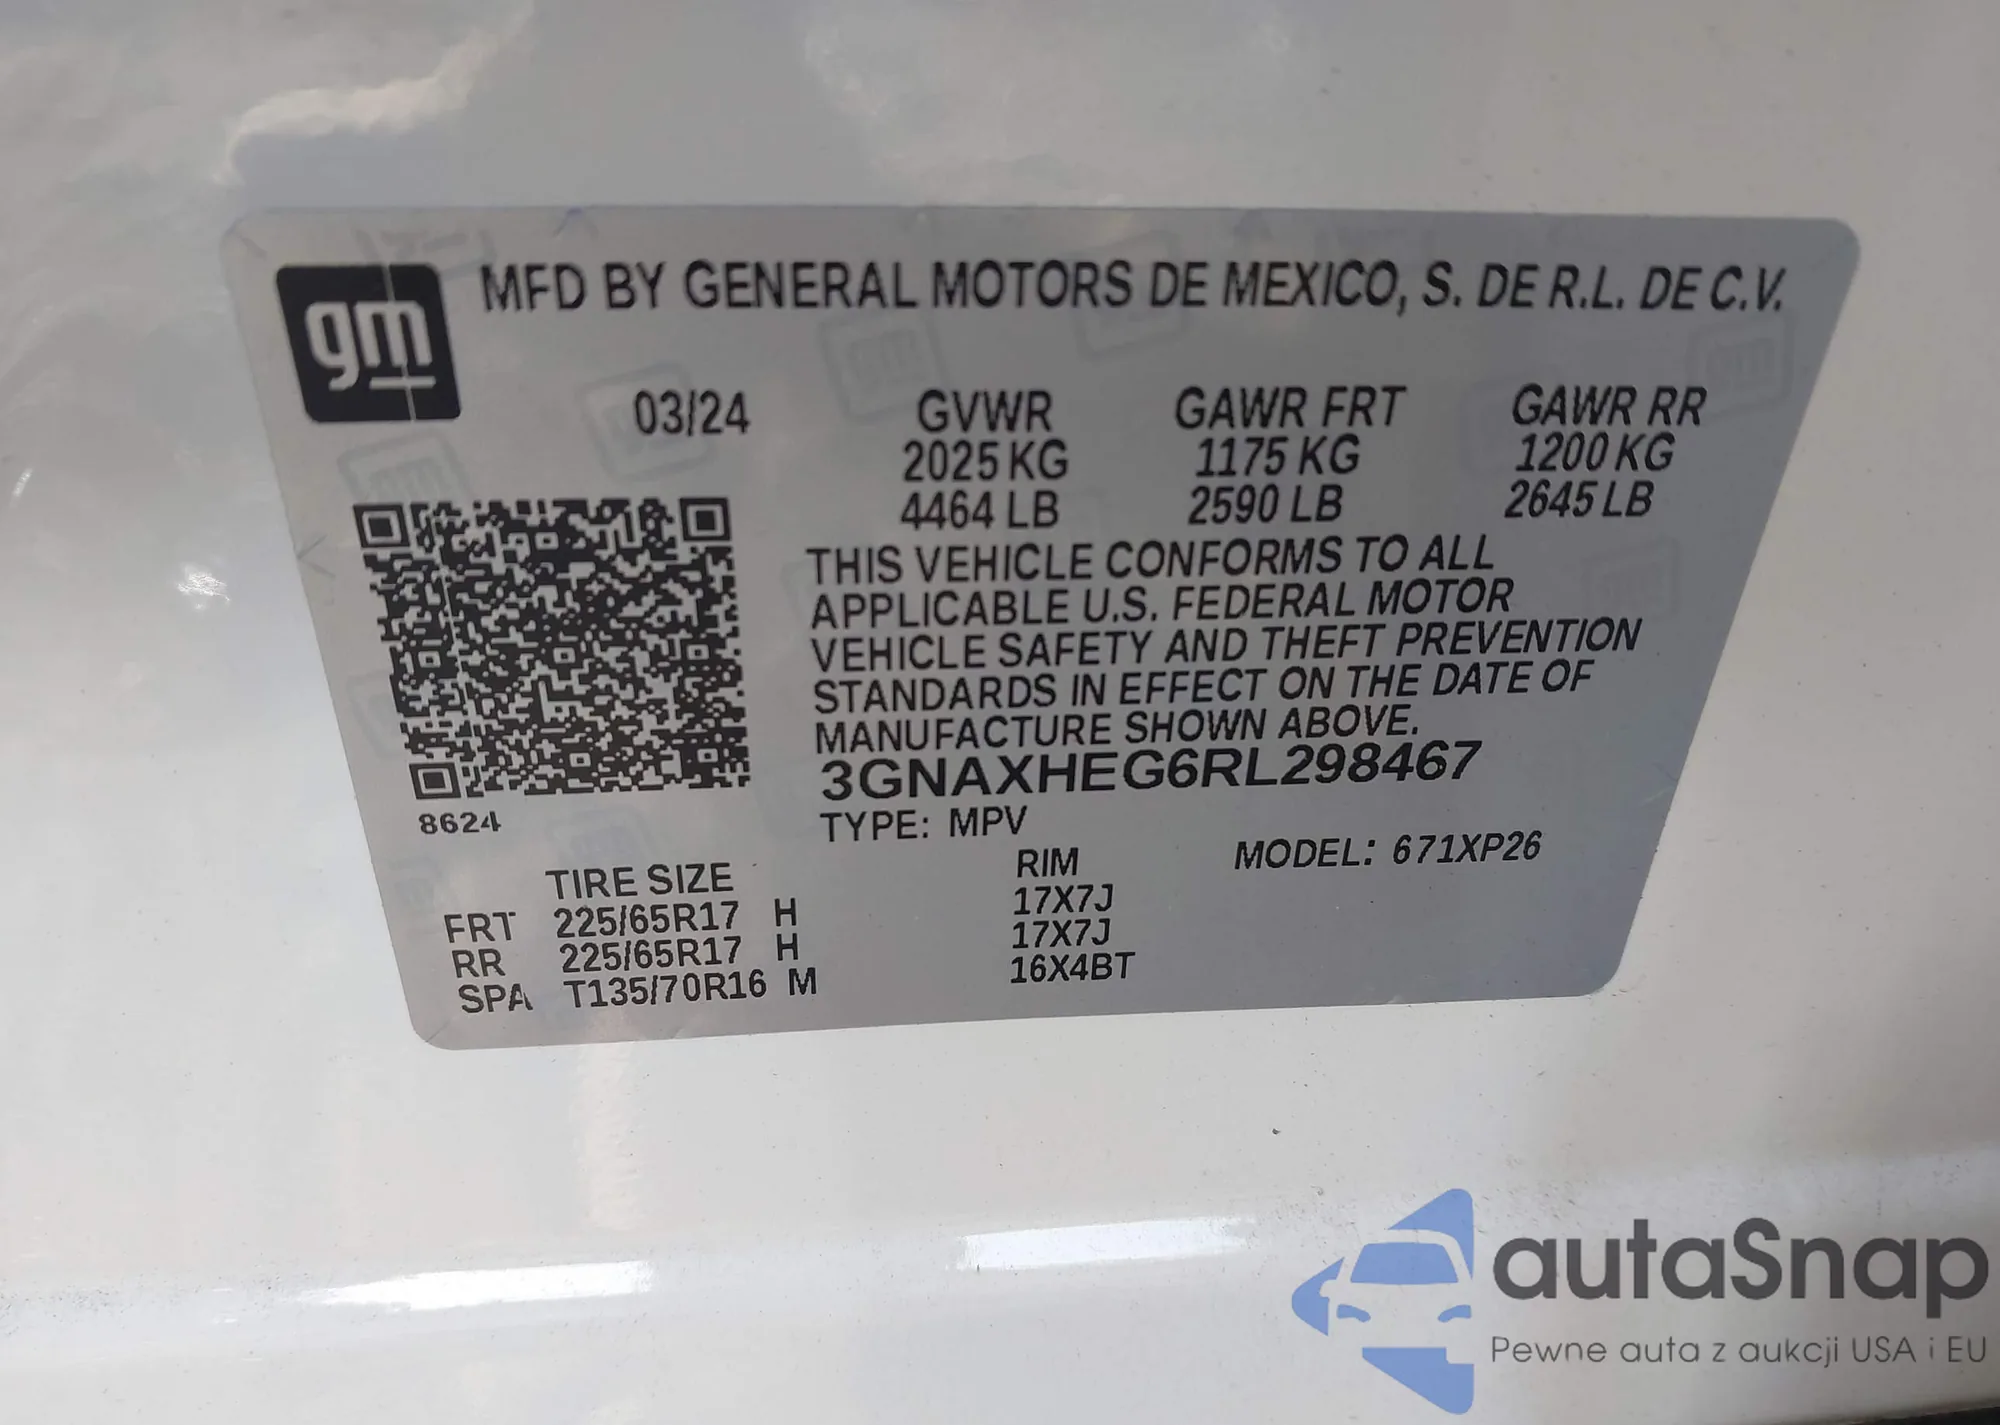 gm
MFD BY GENERAL MOTORS DE MEXICO, S. DE R.L. DE C.V.
03/24 GVWR GAWR FRT GAWR RR
2025 KG 1175 KG 1200 KG
4464 LB 2590 LB 2645 LB
THIS VEHICLE CONFORMS TO ALL
APPLICABLE U.S. FEDERAL MOTOR
VEHICLE SAFETY AND THEFT PREVENTION
STANDARDS IN EFFECT ON THE DATE OF
MANUFACTURE SHOWN ABOVE.
3GNAXHEG6RL298467
8624
TYPE: MPV
MODEL: 671XP26
TIRE SIZE RIM
FRT 225/65R17 H 17X7J
RR 225/65R17 H 17X7J
SPA T135/70R16 M 16X4BT
autaSnap
Pewne auta z aukcji USA i EU